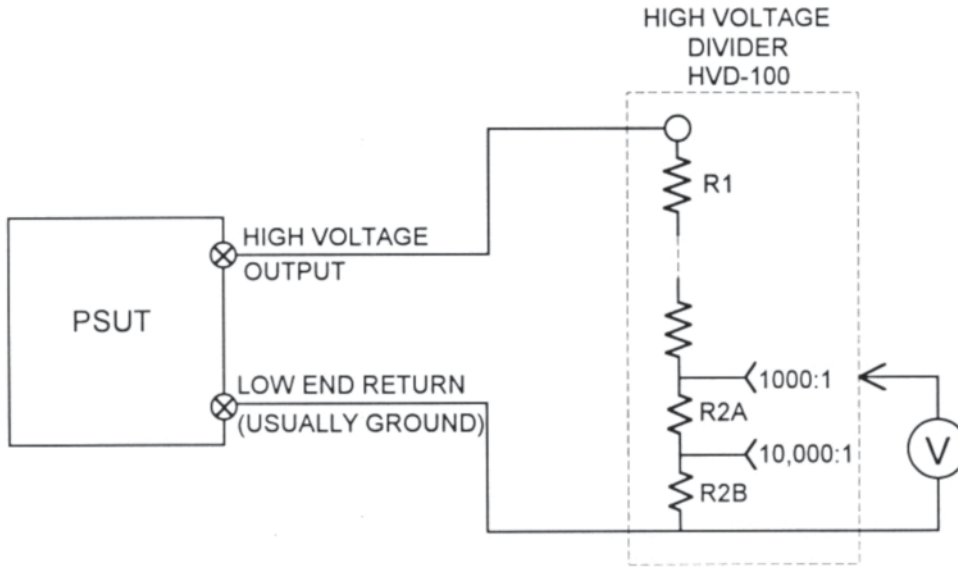 HIGH VOLTAGE
DIVIDER
HVD-100
R1
HIGH VOLTAGE
OUTPUT
PSUT
LOW END RETURN
(USUALLY GROUND)
1000:1
R2A
10,000:1
R2B
V